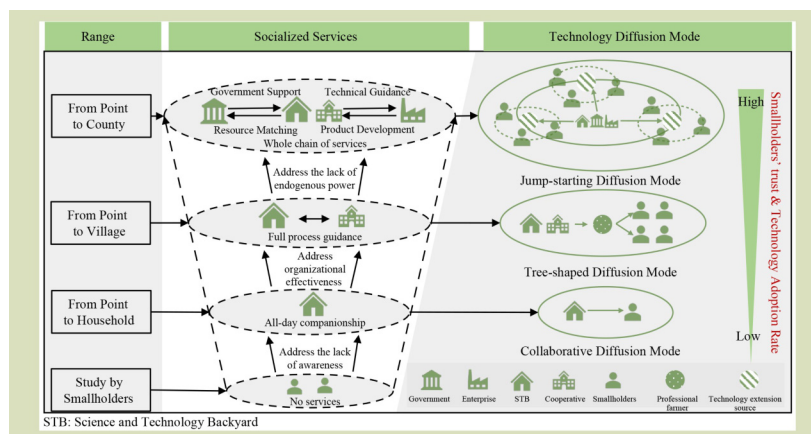 Range
Socialized Services
Technology Diffusion Mode
From Point
to County
Government Support
Technical Guidance
Resource Matching
Product Development
Whole chain of services
High
Smallholders' trust & Technology Adoption Rate
Address the lack of
endogenous power
Jump-starting Diffusion Mode
From Point
to Village
Full process guidance
Address
organizational
effectiveness
Tree-shaped Diffusion Mode
From Point
to Household
All-day companionship
Low
Address the lack
of awareness
Collaborative Diffusion Mode
Study by
Smallholders
No services
Government
Enterprise
STB
Cooperative
Smallholders
Professional
farmer
Technology extension
source
STB: Science and Technology Backyard